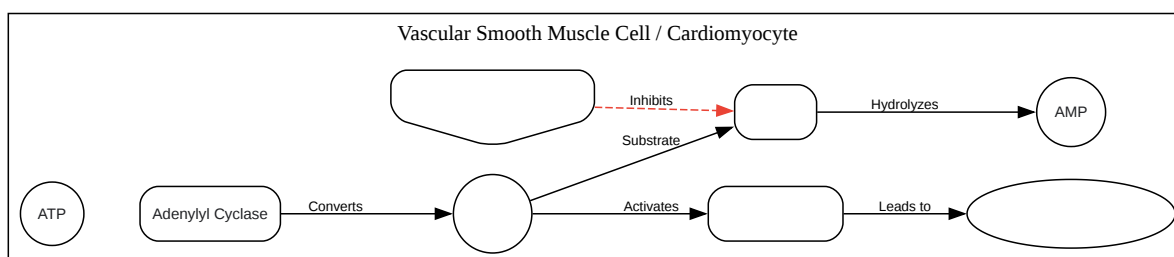 Vascular Smooth Muscle Cell / Cardiomyocyte
Inhibits
Hydrolyzes
AMP
Substrate
ATP
Adenylyl Cyclase
Converts
Activates
Leads to